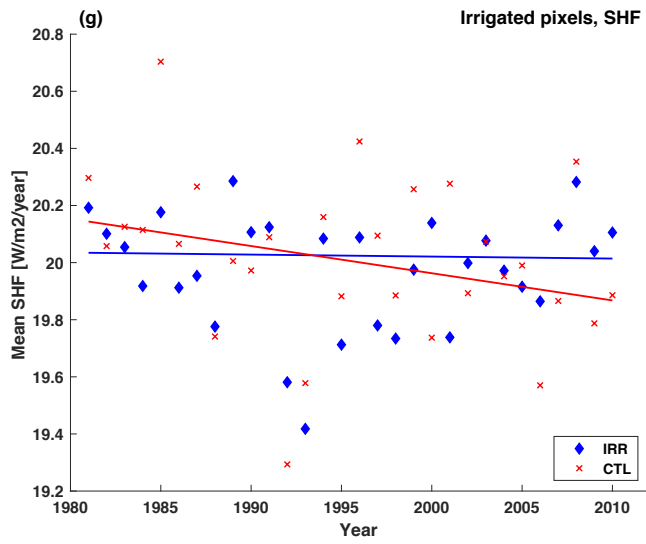 (g) Irrigated pixels, SHF
20.8
20.6
20.4
20.2
20
19.8
19.6
19.4
19.2
Mean SHF [W/m2/year]
1980 1985 1990 1995 2000 2005 2010
Year
IRR
CTL